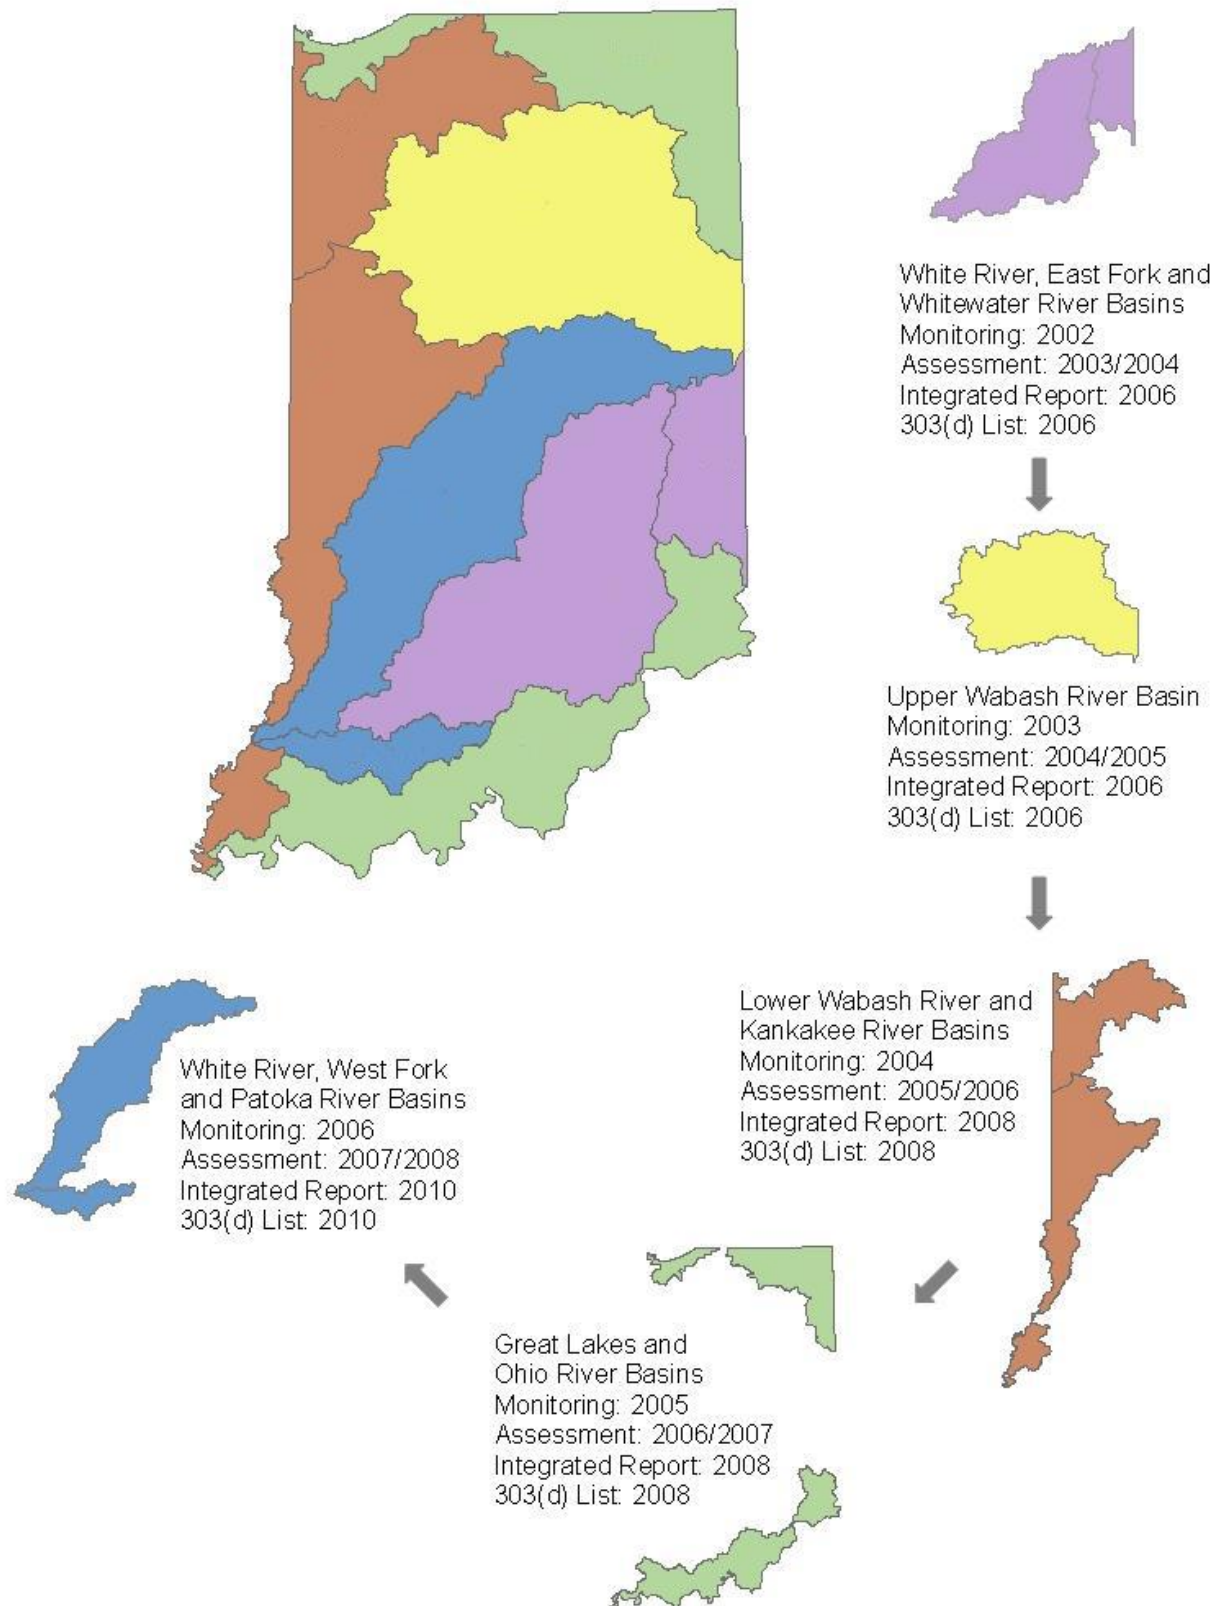 White River, East Fork and
Whitewater River Basins
Monitoring: 2002
Assessment: 2003/2004
Integrated Report: 2006
303(d) List: 2006
Upper Wabash River Basin
Monitoring: 2003
Assessment: 2004/2005
Integrated Report: 2006
303(d) List: 2006
Lower Wabash River and
Kankakee River Basins
Monitoring: 2004
Assessment: 2005/2006
Integrated Report: 2008
303(d) List: 2008
Great Lakes and
Ohio River Basins
Monitoring: 2005
Assessment: 2006/2007
Integrated Report: 2008
303(d) List: 2008
White River, West Fork
and Patoka River Basins
Monitoring: 2006
Assessment: 2007/2008
Integrated Report: 2010
303(d) List: 2010